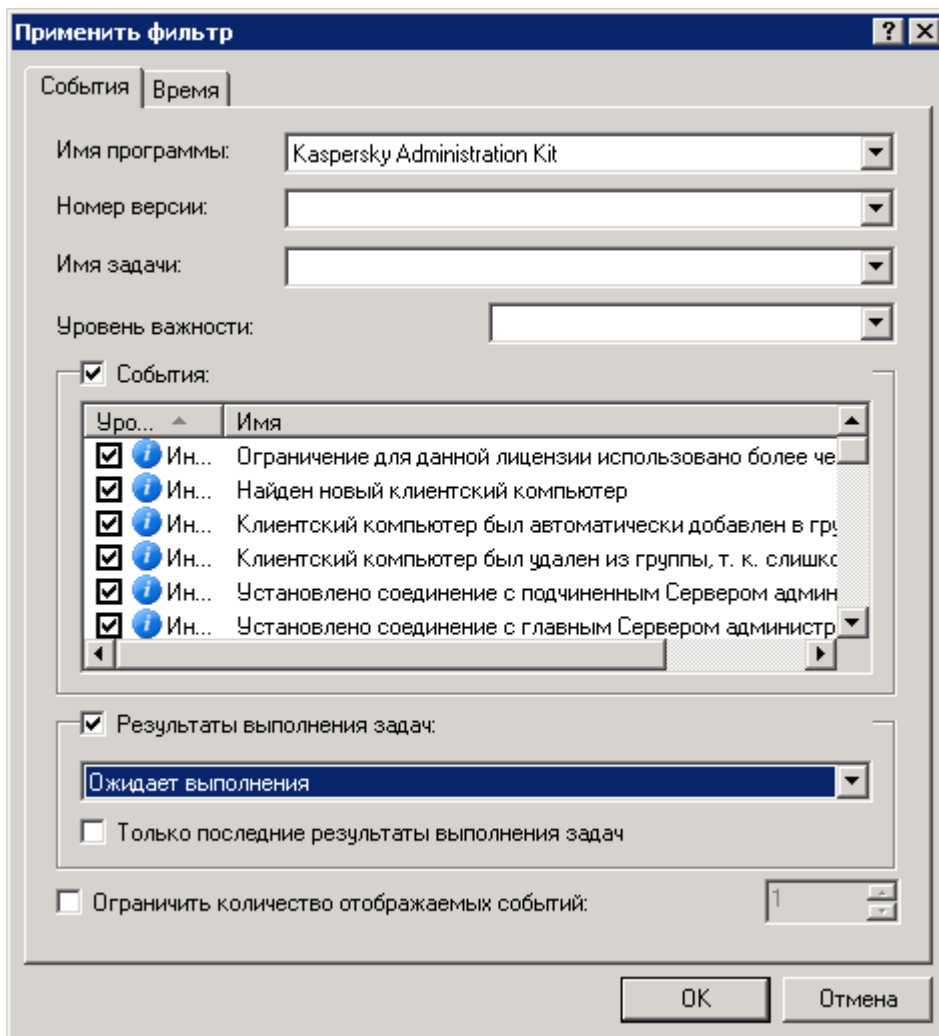 Применить фильтр
События
Время
Имя программы:
Kaspersky Administration Kit
Номер версии:
Имя задачи:
Уровень важности:
События:
Уро... Имя
Ин... Ограничение для данной лицензии использовано более че
Ин... Найден новый клиентский компьютер
Ин... Клиентский компьютер был автоматически добавлен в гру
Ин... Клиентский компьютер был удален из группы, т. к. слишко
Ин... Установлено соединение с подчиненным Сервером админ
Ин... Установлено соединение с главным Сервером администр
Результаты выполнения задач:
Ожидает выполнения
Только последние результаты выполнения задач
Ограничить количество отображаемых событий:
1
OK
Отмена